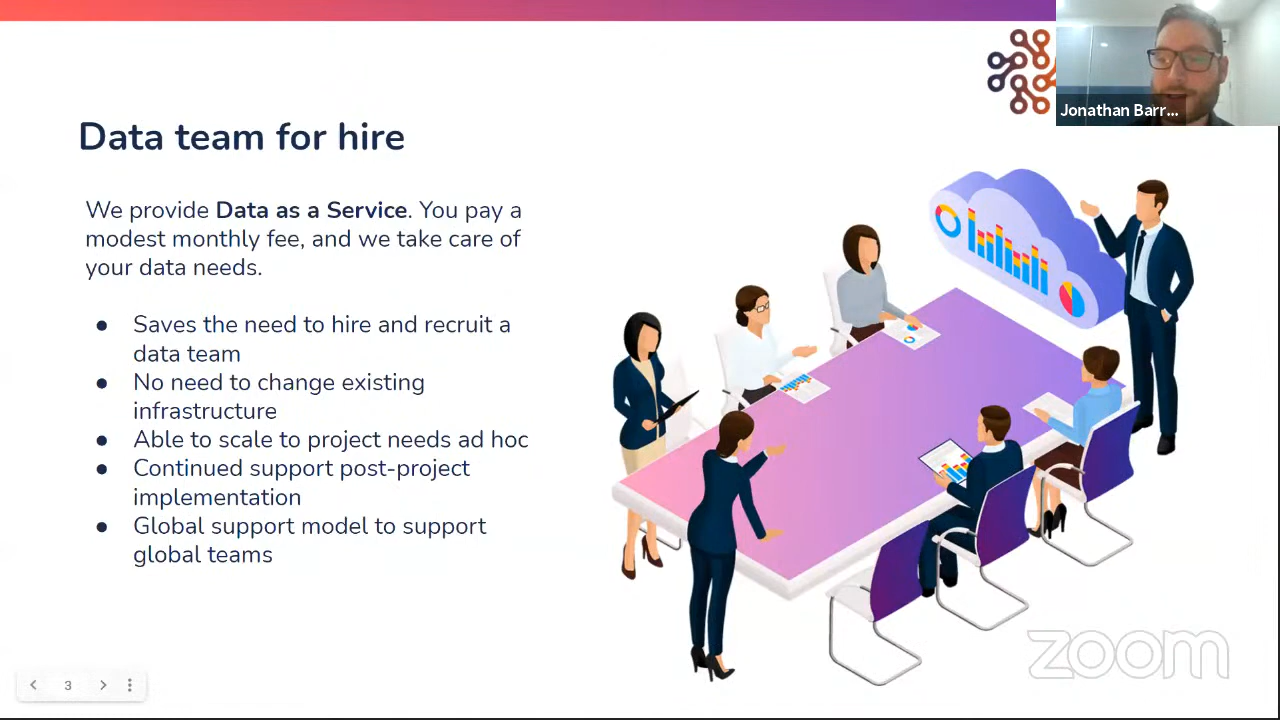 Jonathan Barr...
Data team for hire
We provide Data as a Service. You pay a
modest monthly fee, and we take care of
your data needs.
● Saves the need to hire and recruit a
data team
● No need to change existing
infrastructure
● Able to scale to project needs ad hoc
● Continued support post-project
implementation
● Global support model to support
global teams
zoom
3